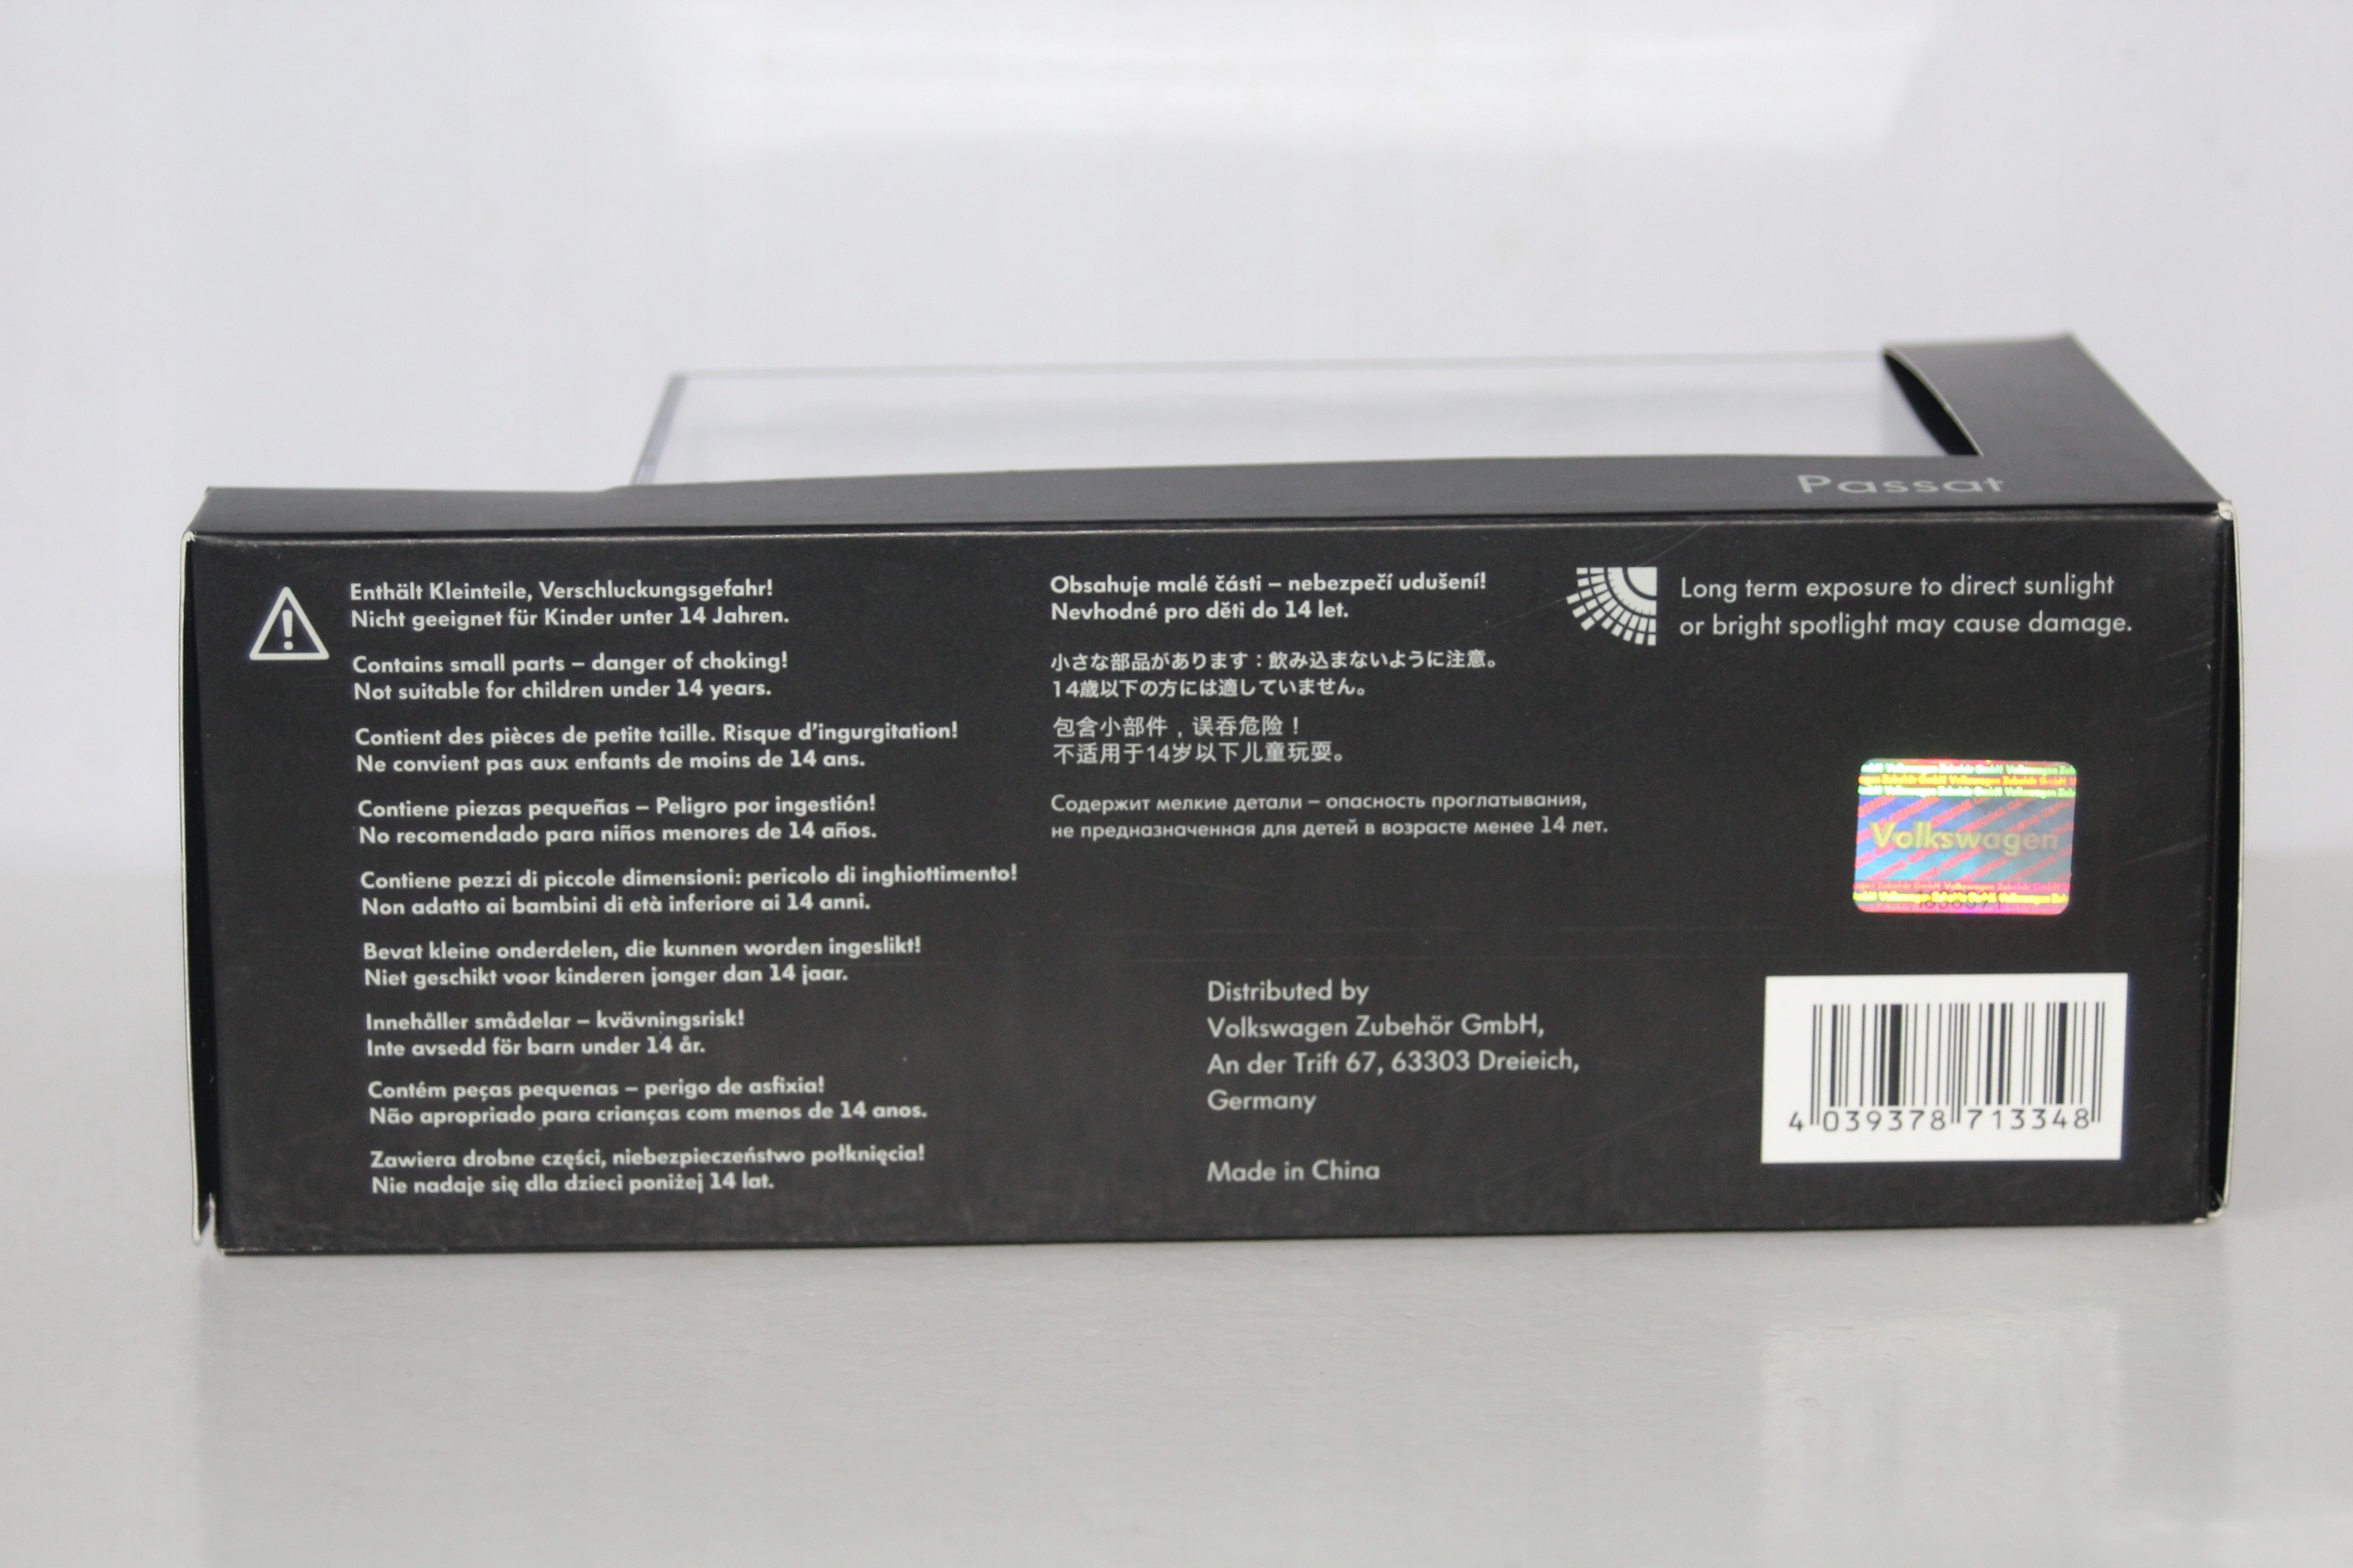 Passat
Enthält Kleinteile, Verschluckungsgefahr!
Nicht geeignet für Kinder unter 14 Jahren.
Contains small parts – danger of choking!
Not suitable for children under 14 years.
Contient des pièces de petite taille. Risque d'ingurgitation!
Ne convient pas aux enfants de moins de 14 ans.
Contiene piezas pequeñas – Peligro por ingestión!
No recomendado para niños menores de 14 años.
Contiene pezzi di piccole dimensioni: pericolo di inghiottimento!
Non adatto ai bambini di età inferiore ai 14 anni.
Bevat kleine onderdelen, die kunnen worden ingeslikt!
Niet geschikt voor kinderen jonger dan 14 jaar.
Innehåller smådelar – kvävningsrisk!
Inte avsedd för barn under 14 år.
Contém peças pequenas – perigo de asfixia!
Não apropriado para crianças com menos de 14 anos.
Zawiera drobne części, niebezpieczeństwo połknięcia!
Nie nadaje się dla dzieci poniżej 14 lat.
Obsahuje malé části – nebezpečí udušení!
Nevhodné pro děti do 14 let.
小さな部品があります：飲み込まないように注意。
14歳以下の方には適していません。
包含小部件，误吞危险！
不适用于14岁以下儿童玩耍。
Содержит мелкие детали – опасность проглатывания,
не предназначенная для детей в возрасте менее 14 лет.
Distributed by
Volkswagen Zubehör GmbH,
An der Trift 67, 63303 Dreieich,
Germany
Made in China
Long term exposure to direct sunlight
or bright spotlight may cause damage.
Volkswagen
4 039378 713348